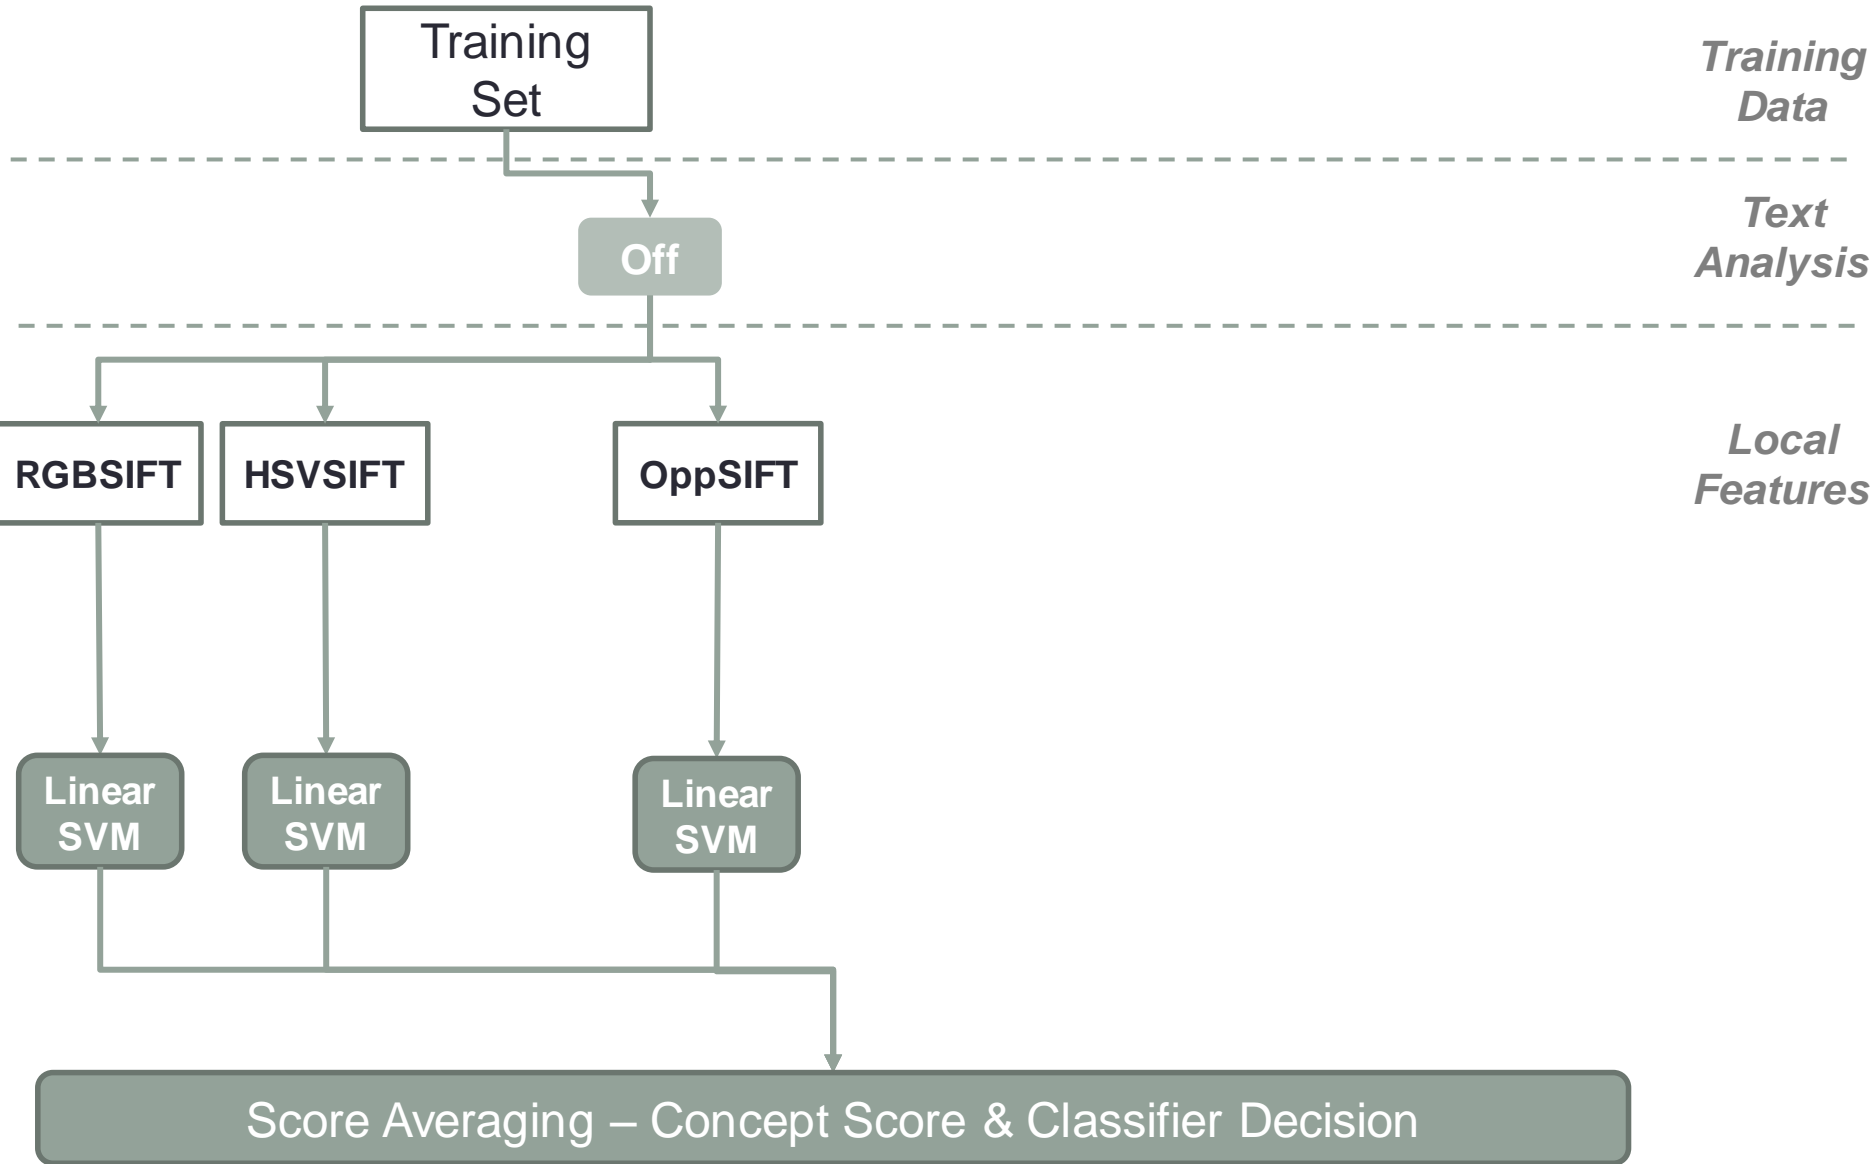 Training
Set
Training
Data
Off
Text
Analysis
RGBSIFT
HSVSIFT
OppSIFT
Local
Features
Linear
SVM
Linear
SVM
Linear
SVM
Score Averaging – Concept Score & Classifier Decision